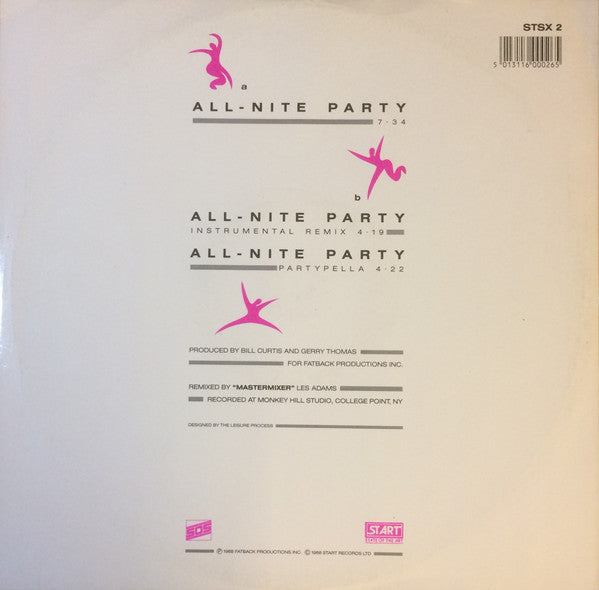 STSX 2
5 013116 000265
a
ALL-NITE PARTY
7·34
b
ALL-NITE PARTY
INSTRUMENTAL REMIX 4·19
ALL-NITE PARTY
PARTYPELLA 4·22
PRODUCED BY BILL CURTIS AND GERRY THOMAS
FOR FATBACK PRODUCTIONS INC.
REMIXED BY "MASTERMIXER" LES ADAMS
RECORDED AT MONKEY HILL STUDIO, COLLEGE POINT, NY
DESIGNED BY THE LEISURE PROCESS
SDS
START
℗ 1988 FATBACK PRODUCTIONS INC. © 1988 START RECORDS LTD